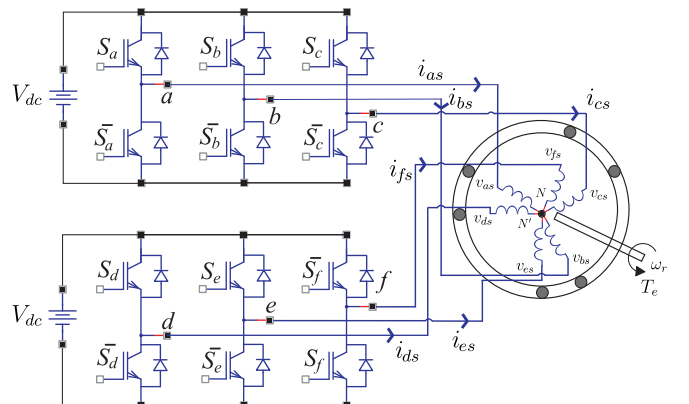 S_a S_b S_c
i_as
V_dc
a
i_bs
i_cs
b
c
S̄_a S̄_b S̄_c
i_fs
v_fs
v_as
N
v_cs
v_ds
N'
v_es
v_bs
ω_r
T_e
S_d S_e S̄_f
f
V_dc
d
e
i_ds
i_es
S̄_d S̄_e S_f